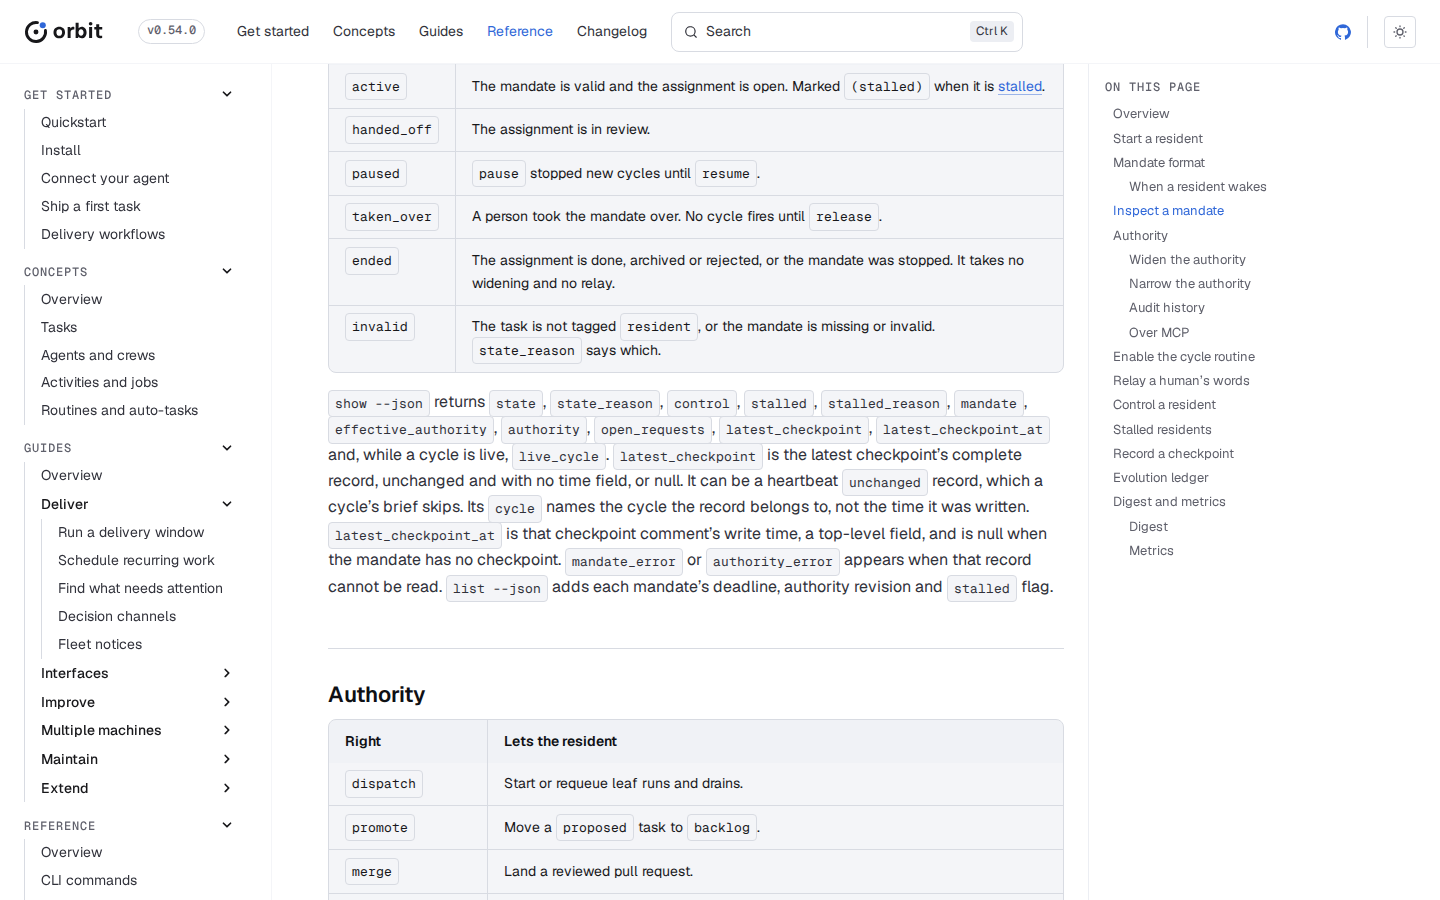 orbit
v0.54.0
Get started
Concepts
Guides
Reference
Changelog
Search
Ctrl K
GET STARTED
Quickstart
Install
Connect your agent
Ship a first task
Delivery workflows
CONCEPTS
Overview
Tasks
Agents and crews
Activities and jobs
Routines and auto-tasks
GUIDES
Overview
Deliver
Run a delivery window
Schedule recurring work
Find what needs attention
Decision channels
Fleet notices
Interfaces
Improve
Multiple machines
Maintain
Extend
REFERENCE
Overview
CLI commands
active
The mandate is valid and the assignment is open. Marked (stalled) when it is stalled.
handed_off
The assignment is in review.
paused
pause stopped new cycles until resume.
taken_over
A person took the mandate over. No cycle fires until release.
ended
The assignment is done, archived or rejected, or the mandate was stopped. It takes no
widening and no relay.
invalid
The task is not tagged resident, or the mandate is missing or invalid.
state_reason says which.
show --json returns state, state_reason, control, stalled, stalled_reason, mandate,
effective_authority, authority, open_requests, latest_checkpoint, latest_checkpoint_at
and, while a cycle is live, live_cycle. latest_checkpoint is the latest checkpoint’s complete
record, unchanged and with no time field, or null. It can be a heartbeat unchanged record, which a
cycle’s brief skips. Its cycle names the cycle the record belongs to, not the time it was written.
latest_checkpoint_at is that checkpoint comment’s write time, a top-level field, and is null when
the mandate has no checkpoint. mandate_error or authority_error appears when that record
cannot be read. list --json adds each mandate’s deadline, authority revision and stalled flag.
Authority
Right
Lets the resident
dispatch
Start or requeue leaf runs and drains.
promote
Move a proposed task to backlog.
merge
Land a reviewed pull request.
ON THIS PAGE
Overview
Start a resident
Mandate format
When a resident wakes
Inspect a mandate
Authority
Widen the authority
Narrow the authority
Audit history
Over MCP
Enable the cycle routine
Relay a human’s words
Control a resident
Stalled residents
Record a checkpoint
Evolution ledger
Digest and metrics
Digest
Metrics